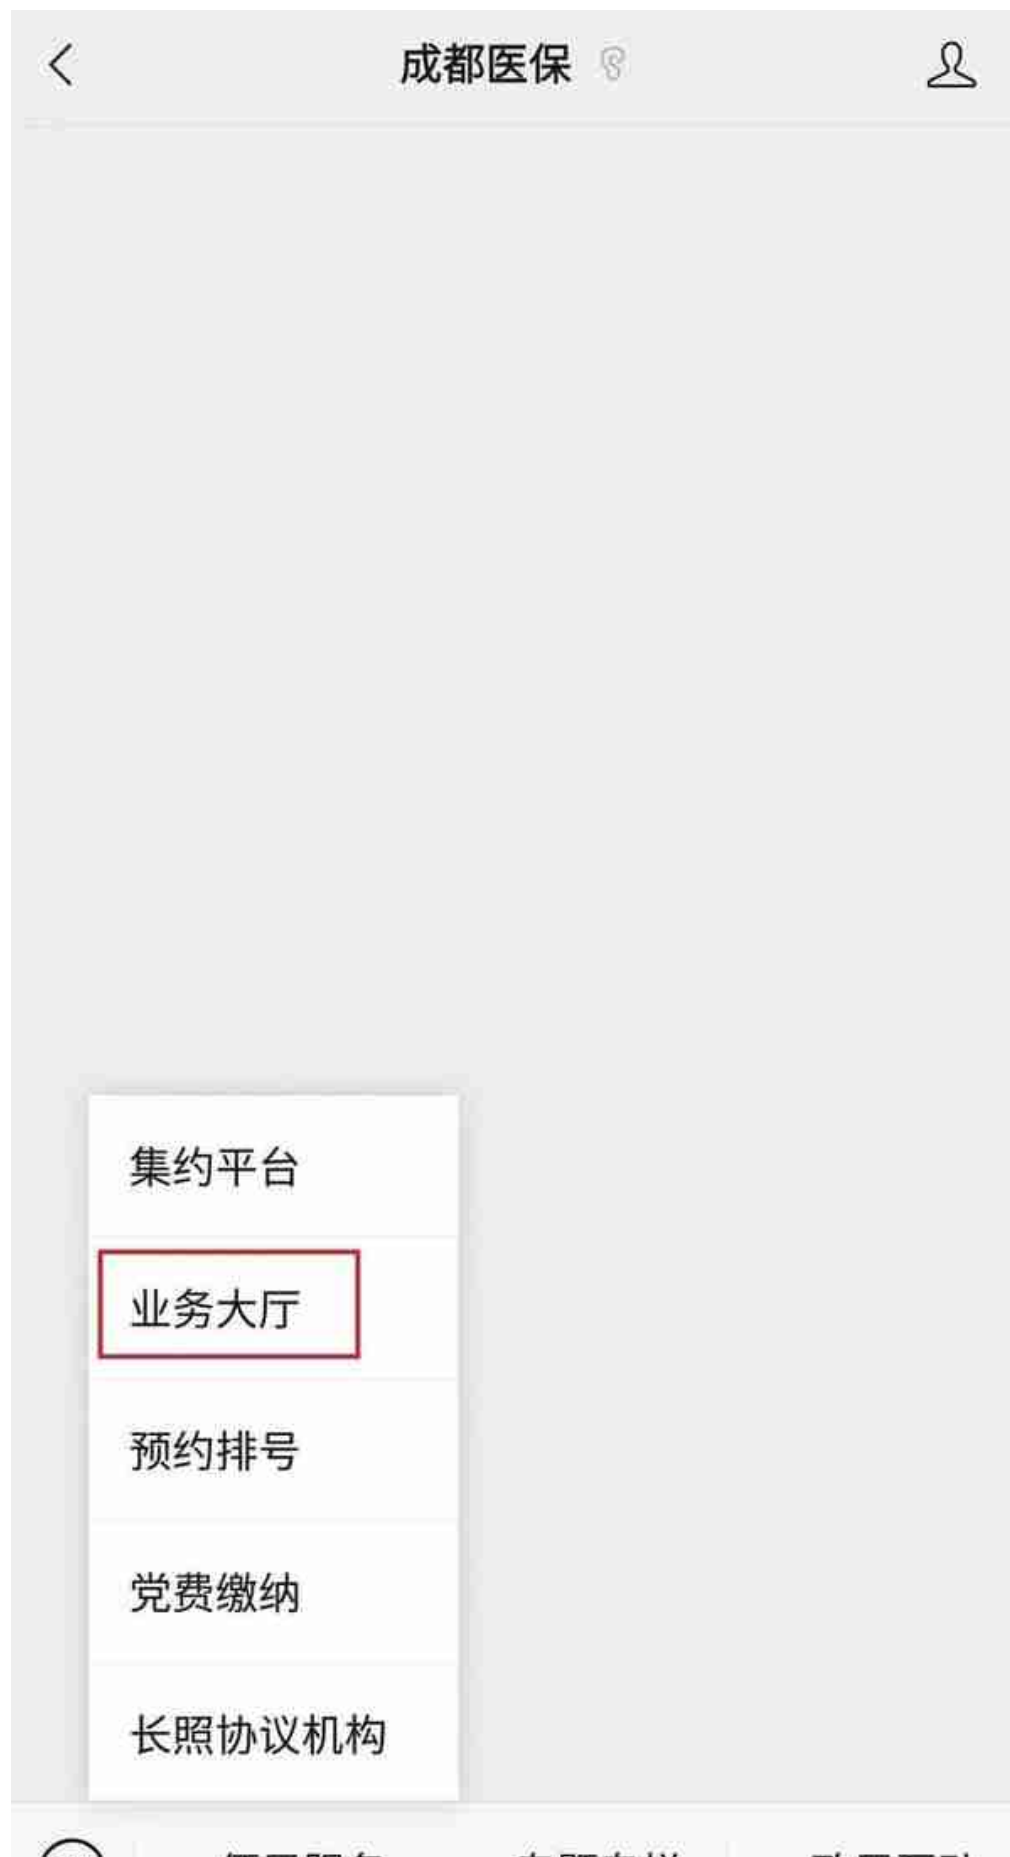 成都医保
集约平台
业务大厅
预约排号
党费缴纳
长照协议机构